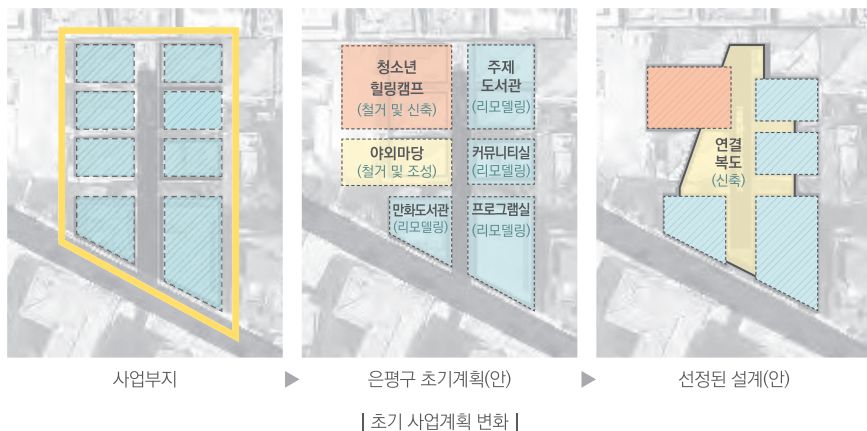 청소년
힐링캠프
(철거 및 신축)
주제
도서관
(리모델링)
야외마당
(철거 및 조성)
커뮤니티실
(리모델링)
만화도서관
(리모델링)
프로그램실
(리모델링)
연결
복도
(신축)
사업부지
은평구 초기계획(안)
선정된 설계(안)
| 초기 사업계획 변화 |